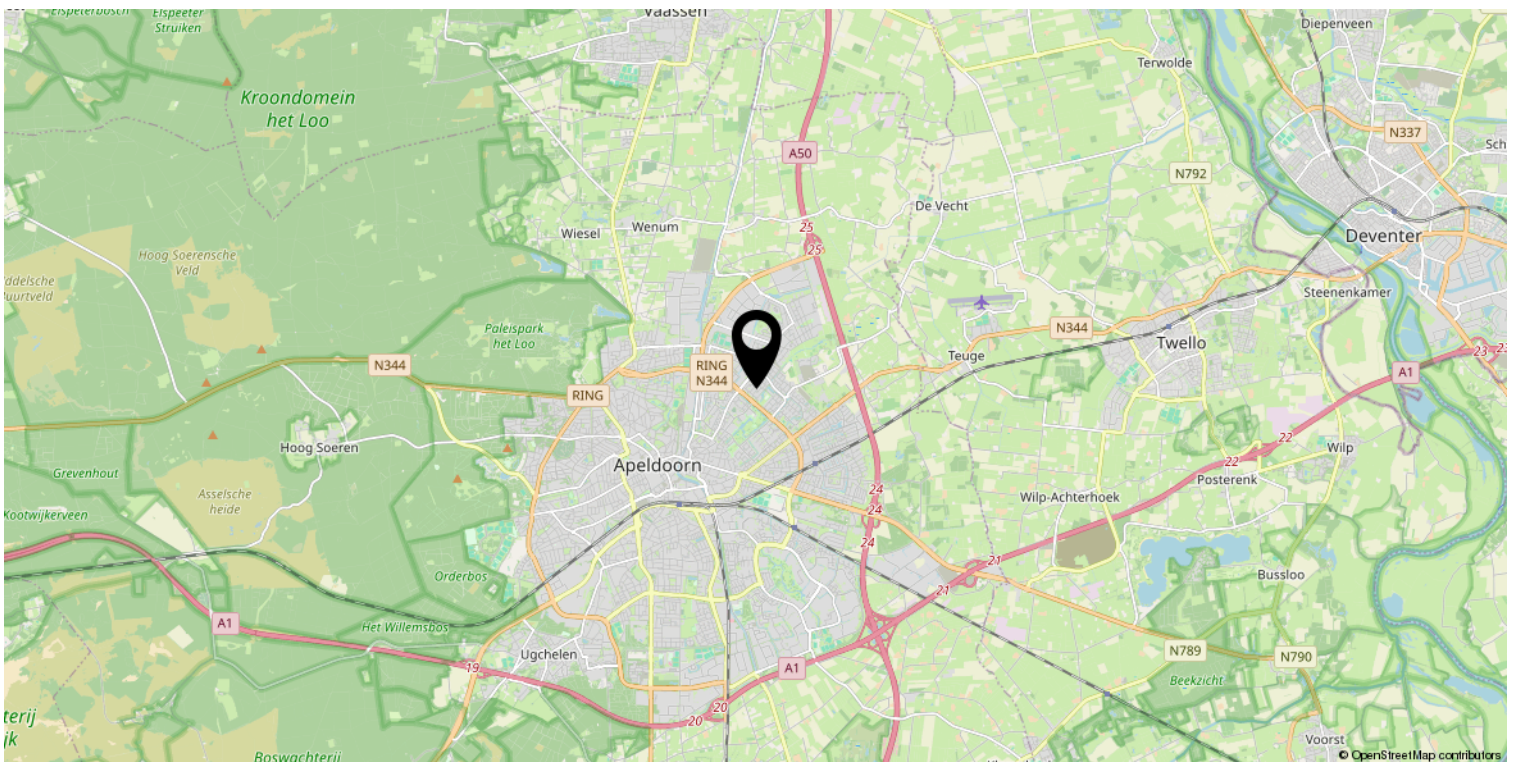 Elspeterbosch
Elspeeter
Struiken
Vaassen
Diepenveen
Terwolde
Kroondomein
het Loo
N337
A50
N792
De Vecht
Wiesel
Wenum
25
25
Deventer
Hoog Soerensche
Veld
Steenenkamer
Paleispark
het Loo
N344
Teuge
Twello
N344
RING
N344
RING
A1
23
Hoog Soeren
22
22
Wilp
Posterenk
Grevenhout
Apeldoorn
Asselsche
heide
24
24
24
Wilp-Achterhoek
Kootwijkerveen
21
21
Bussloo
Orderbos
A1
Het Willemsbos
Ugchelen
19
A1
N789
N790
Beekzicht
20
20
Voorst
Boswachterij
© OpenStreetMap contributors